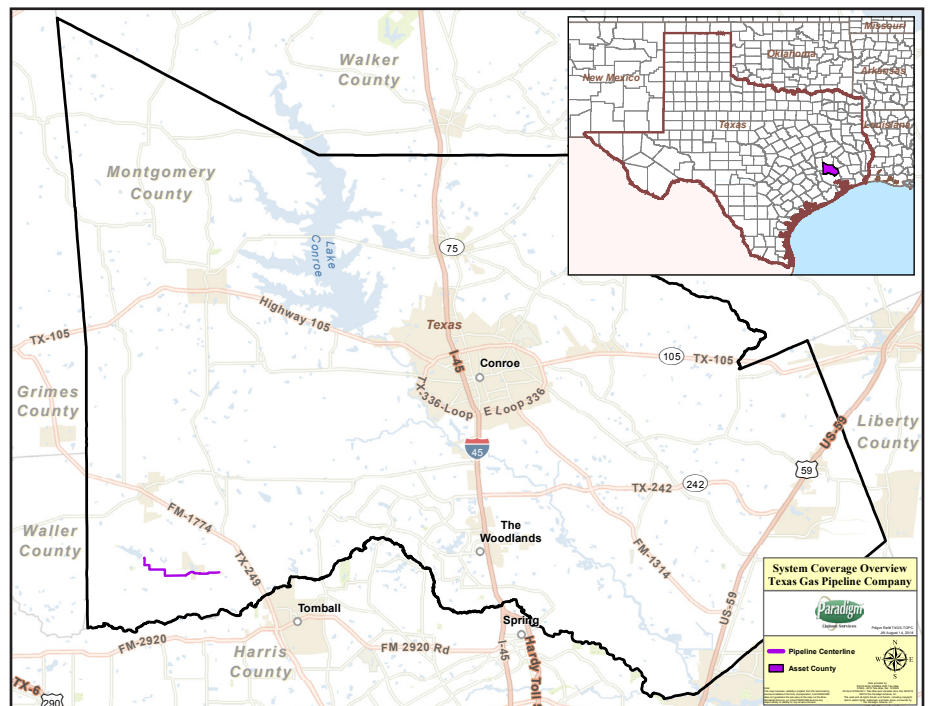 Walker
County
Missouri
Oklahoma
New Mexico
Arkansas
Texas
Louisiana
Montgomery
County
Lake
Conroe
75
Highway 105
Texas
TX-105
I-45
Conroe
105
TX-105
TX-336-Loop
E Loop 336
Grimes
County
Liberty
County
US-59
45
59
TX-242
242
FM-1774
Waller
County
The
Woodlands
FM-1314
TX-249
US-59
Tomball
Spring
FM-2920
FM 2920 Rd
Harris
County
I-45
Hardy Toll
TX-6
290
System Coverage Overview
Texas Gas Pipeline Company
Paradigm
Pipeline Centerline
Asset County
N
W
E
S